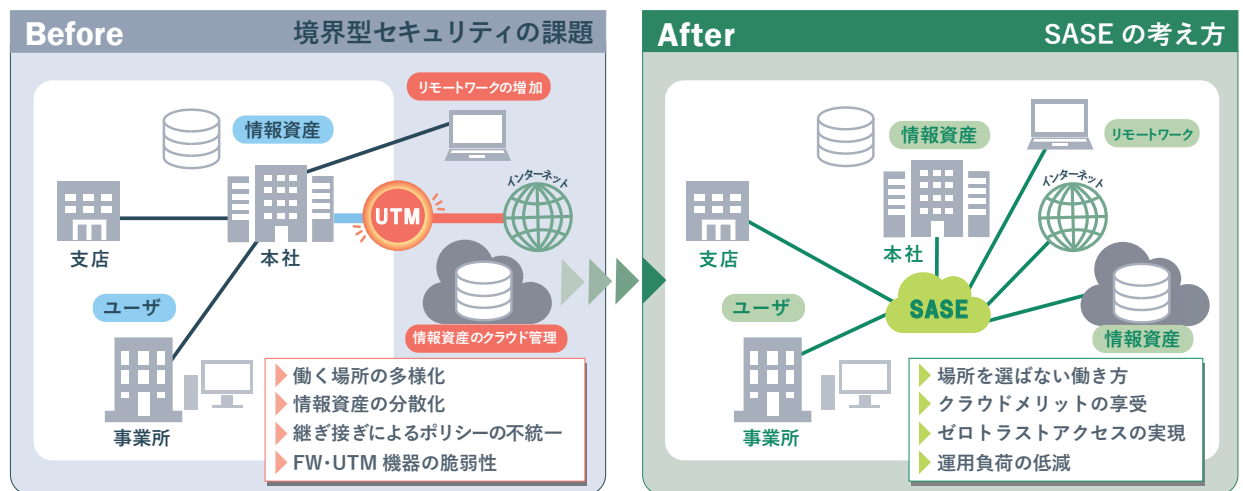 Before
境界型セキュリティの課題
リモートワークの増加
情報資産
インターネット
UTM
支店
本社
ユーザ
情報資産のクラウド管理
事業所
働く場所の多様化
情報資産の分散化
継ぎ接ぎによるポリシーの不統一
FW・UTM 機器の脆弱性
After
SASE の考え方
情報資産
リモートワーク
インターネット
支店
本社
SASE
ユーザ
情報資産
事業所
場所を選ばない働き方
クラウドメリットの享受
ゼロトラストアクセスの実現
運用負荷の低減